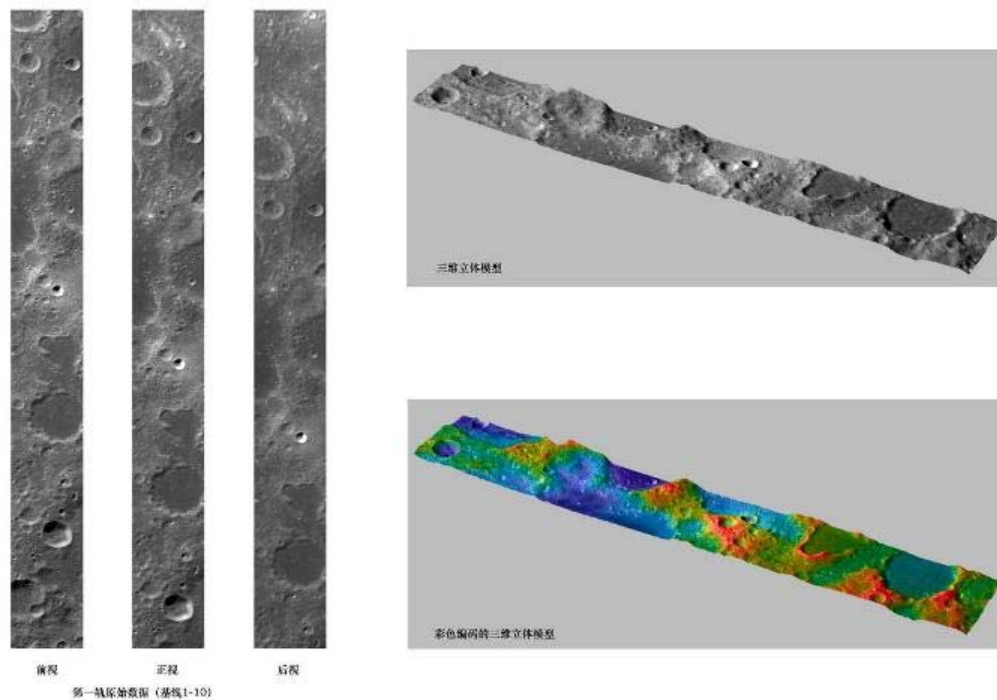 三维立体模型
彩色编码的三维立体模型
前视
正视
后视
第一轨原始数据（基线1-10）